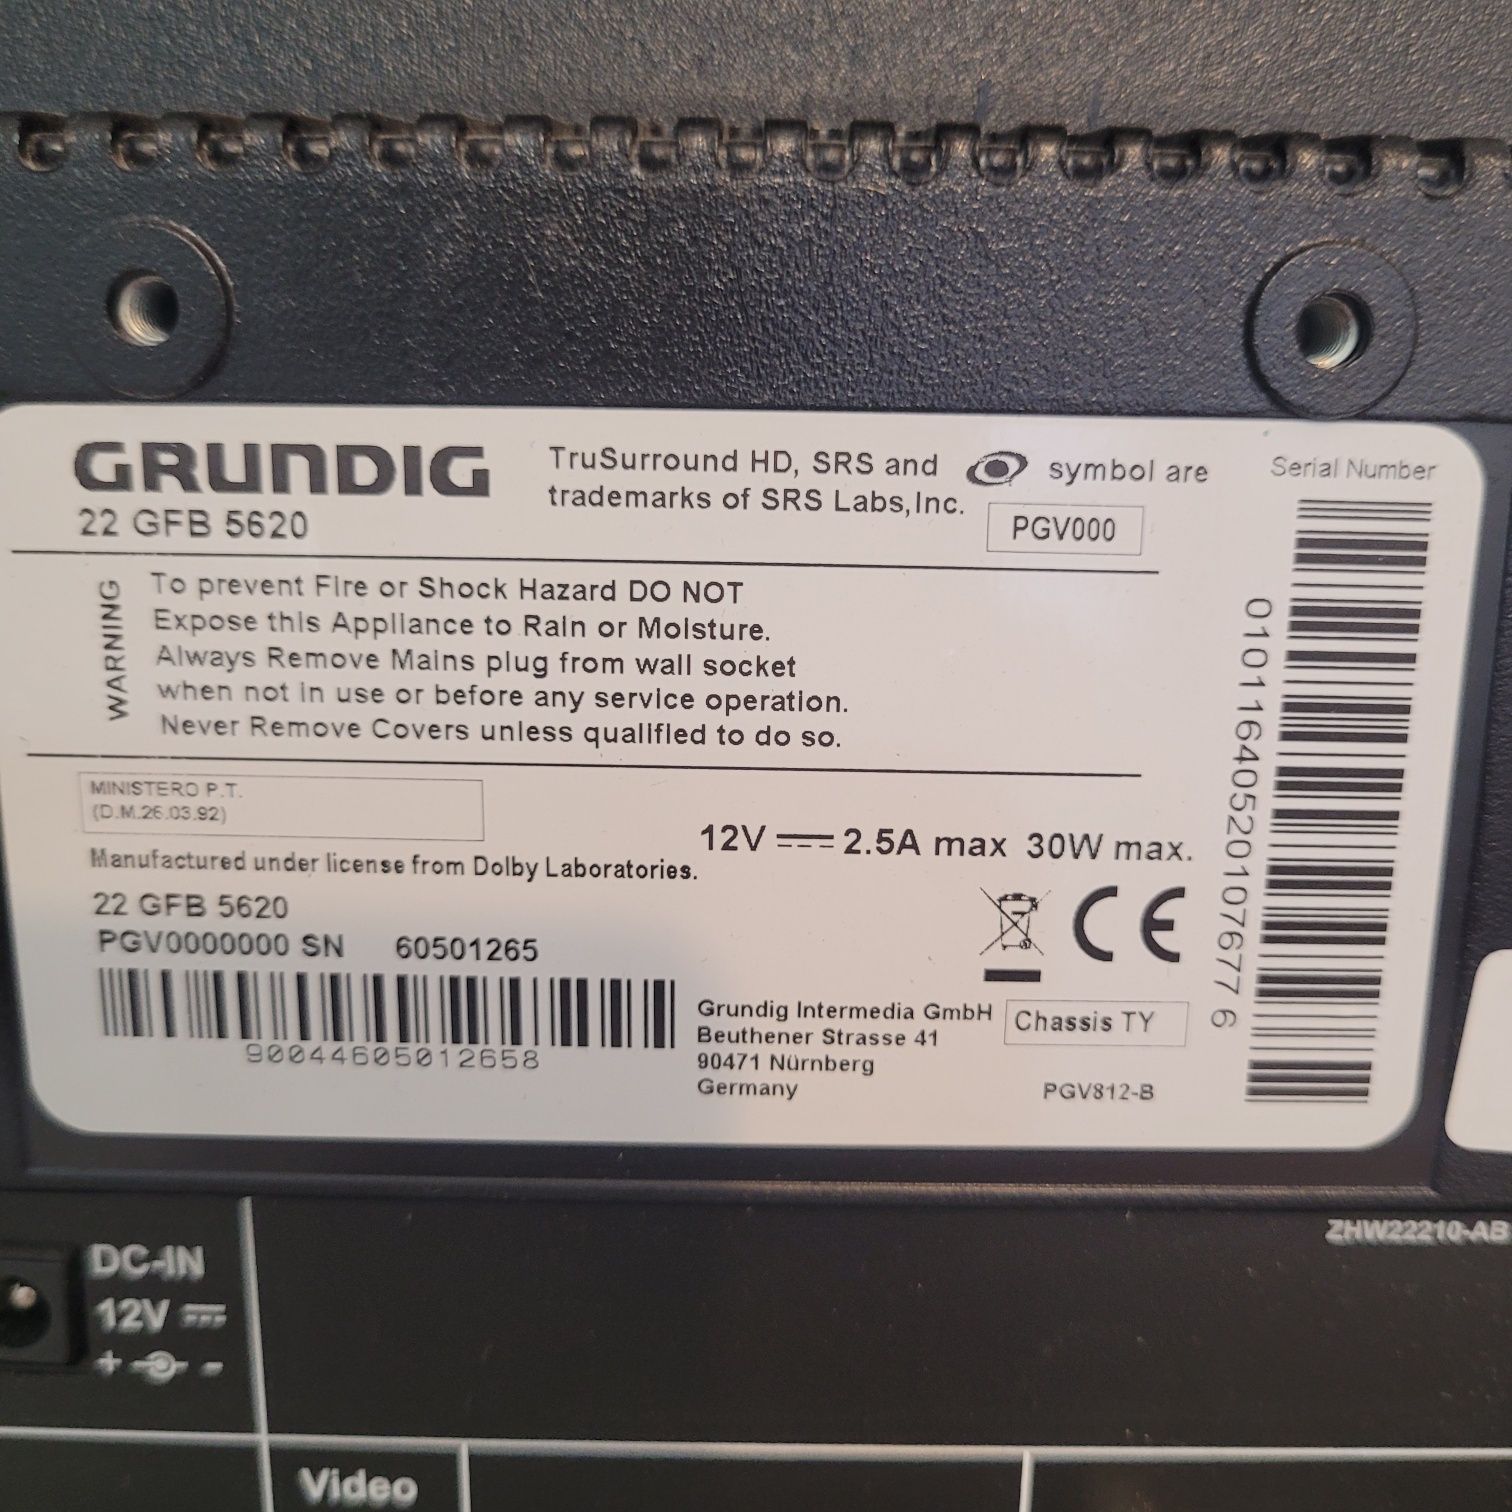 GRUNDIG
22 GFB 5620
TruSurround HD, SRS and symbol are
trademarks of SRS Labs,Inc.
PGV000
Serial Number
0101164052010767​7 6
WARNING
To prevent Fire or Shock Hazard DO NOT
Expose this Appliance to Rain or Moisture.
Always Remove Mains plug from wall socket
when not in use or before any service operation.
Never Remove Covers unless qualified to do so.
MINISTERO P.T.
(D.M.26.03.92)
12V 2.5A max 30W max.
Manufactured under license from Dolby Laboratories.
22 GFB 5620
PGV0000000 SN 60501265
90044605012658
CE
Grundig Intermedia GmbH
Beuthener Strasse 41
90471 Nürnberg
Germany
Chassis TY
PGV812-B
ZHW22210-AB
DC-IN
12V
+ -
Video